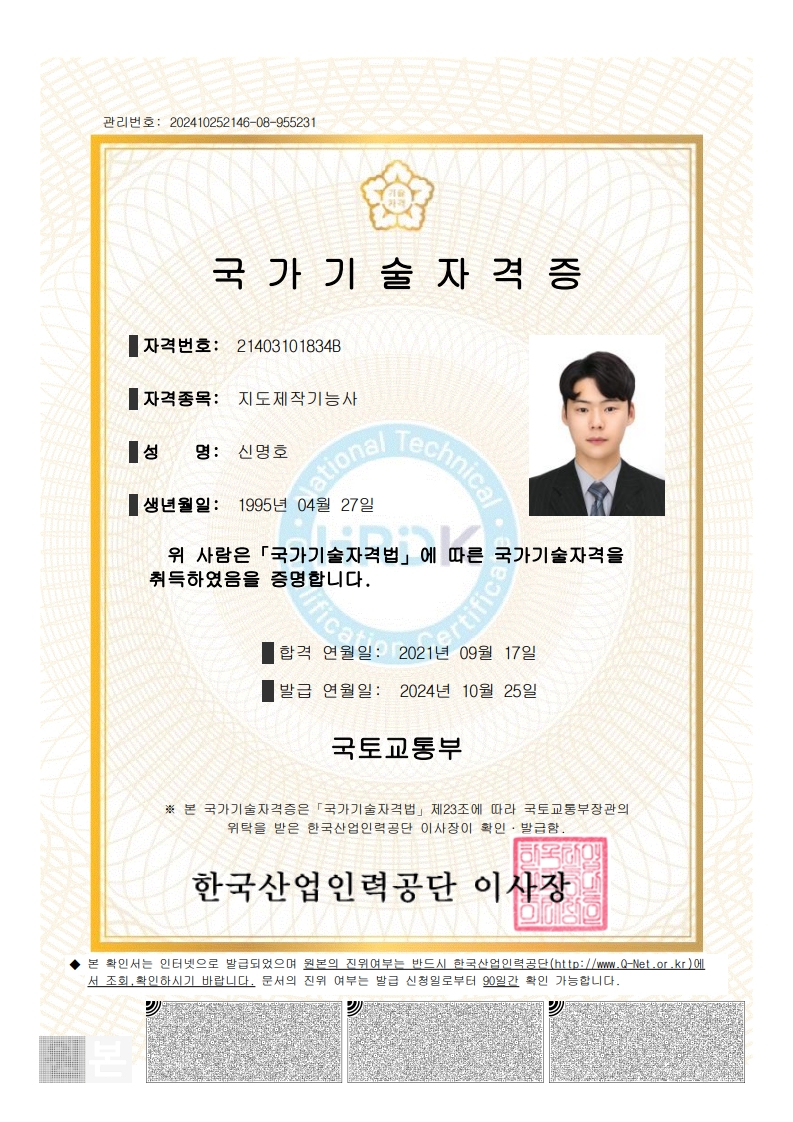 관리번호: 202410252146-08-955231
기술
자격
국가기술자격증
자격번호: 21403101834B
자격종목: 지도제작기능사
성 명: 신명호
생년월일: 1995년 04월 27일
National Technical
HRDK
Qualification Certificate
위 사람은「국가기술자격법」에 따른 국가기술자격을
취득하였음을 증명합니다.
합격 연월일: 2021년 09월 17일
발급 연월일: 2024년 10월 25일
국토교통부
※ 본 국가기술자격증은「국가기술자격법」제23조에 따라 국토교통부장관의
위탁을 받은 한국산업인력공단 이사장이 확인·발급함.
한국산업인력공단 이사장
◆ 본 확인서는 인터넷으로 발급되었으며 원본의 진위여부는 반드시 한국산업인력공단(http://www.Q-Net.or.kr)에
서 조회,확인하시기 바랍니다. 문서의 진위 여부는 발급 신청일로부터 90일간 확인 가능합니다.
본